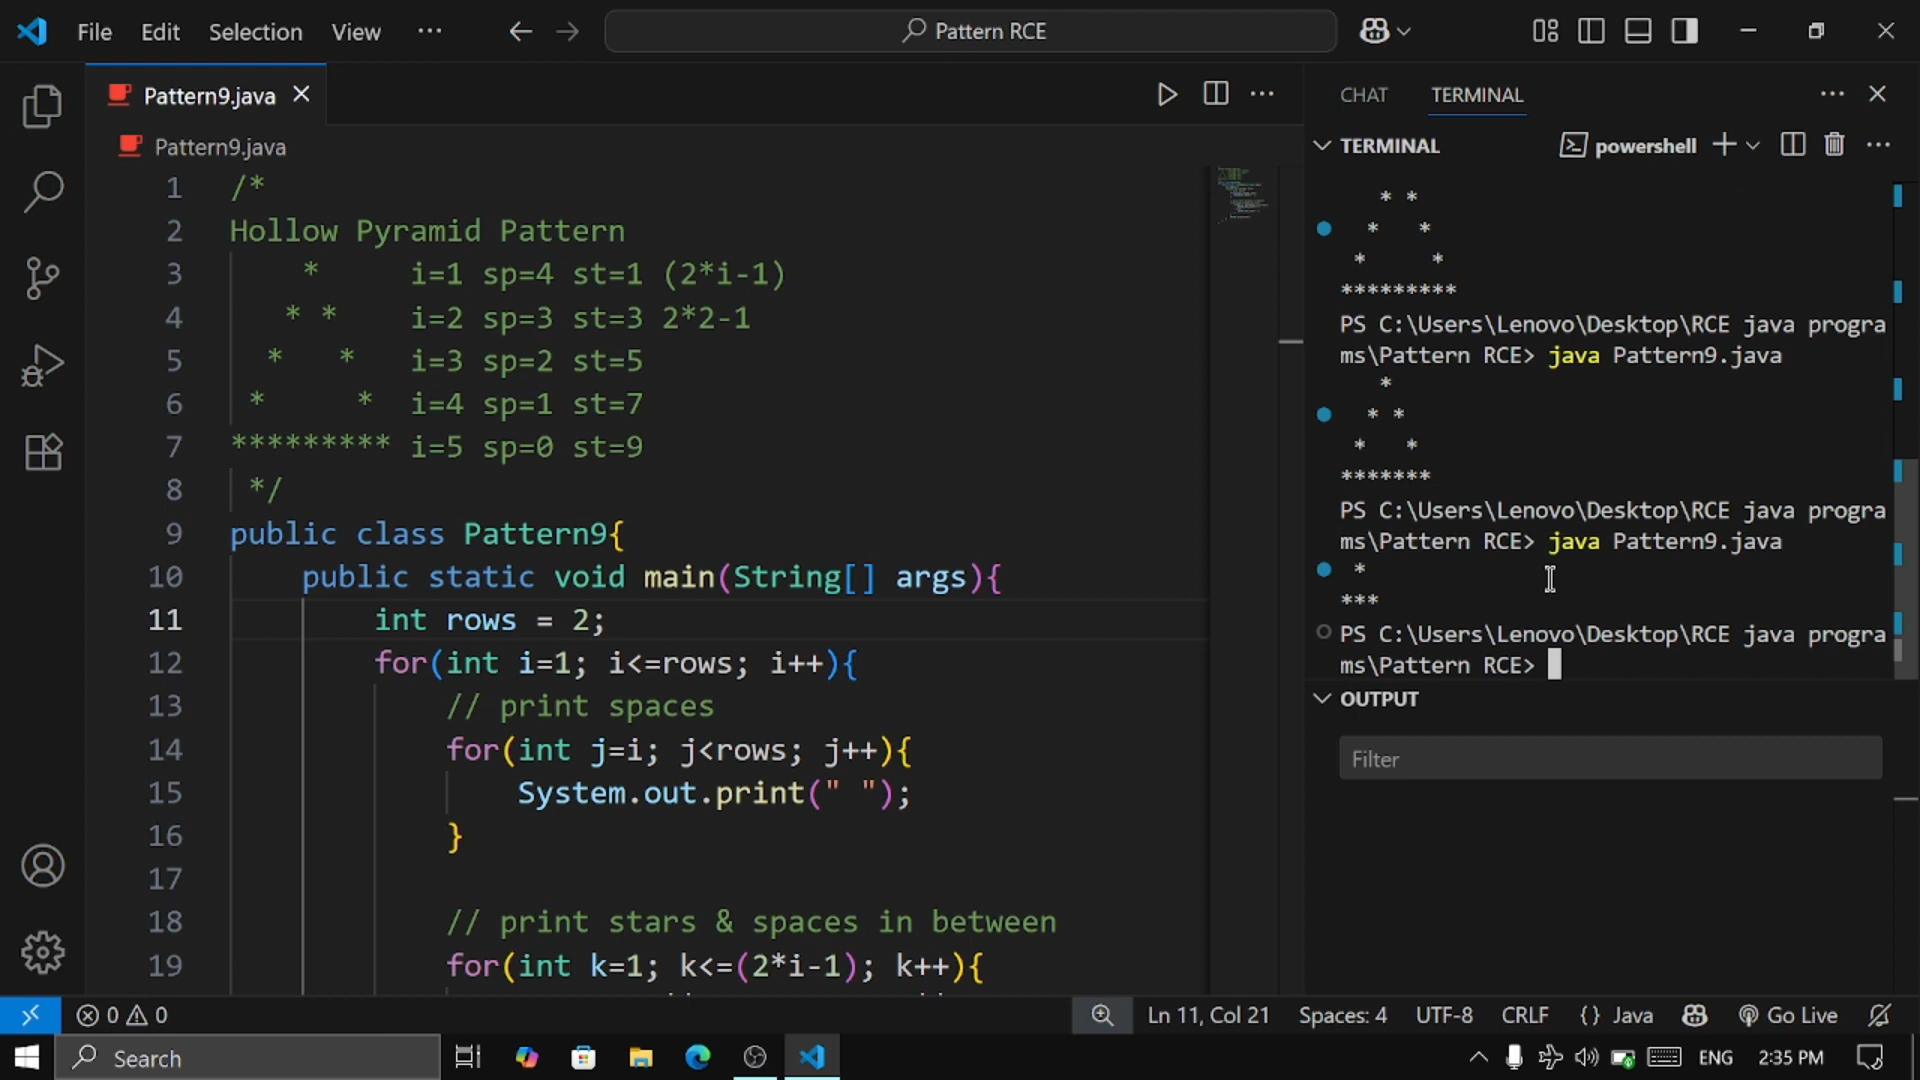 File Edit Selection View ··· Pattern RCE
Pattern9.java
Pattern9.java
1 /*
2 Hollow Pyramid Pattern
3     *     i=1 sp=4 st=1 (2*i-1)
4    * *    i=2 sp=3 st=3 2*2-1
5   *   *   i=3 sp=2 st=5
6  *     *  i=4 sp=1 st=7
7 ********* i=5 sp=0 st=9
8  */
9 public class Pattern9{
10     public static void main(String[] args){
11         int rows = 2;
12         for(int i=1; i<=rows; i++){
13             // print spaces
14             for(int j=i; j<rows; j++){
15                 System.out.print(" ");
16             }
17
18             // print stars & spaces in between
19             for(int k=1; k<=(2*i-1); k++){
CHAT TERMINAL
TERMINAL powershell
   * *
  *   *
 *     *
*********
PS C:\Users\Lenovo\Desktop\RCE java progra
ms\Pattern RCE> java Pattern9.java
   *
  * *
 *   *
*******
PS C:\Users\Lenovo\Desktop\RCE java progra
ms\Pattern RCE> java Pattern9.java
 *
***
PS C:\Users\Lenovo\Desktop\RCE java progra
ms\Pattern RCE>
OUTPUT
Filter
0 0 Ln 11, Col 21 Spaces: 4 UTF-8 CRLF {} Java Go Live
Search ENG 2:35 PM